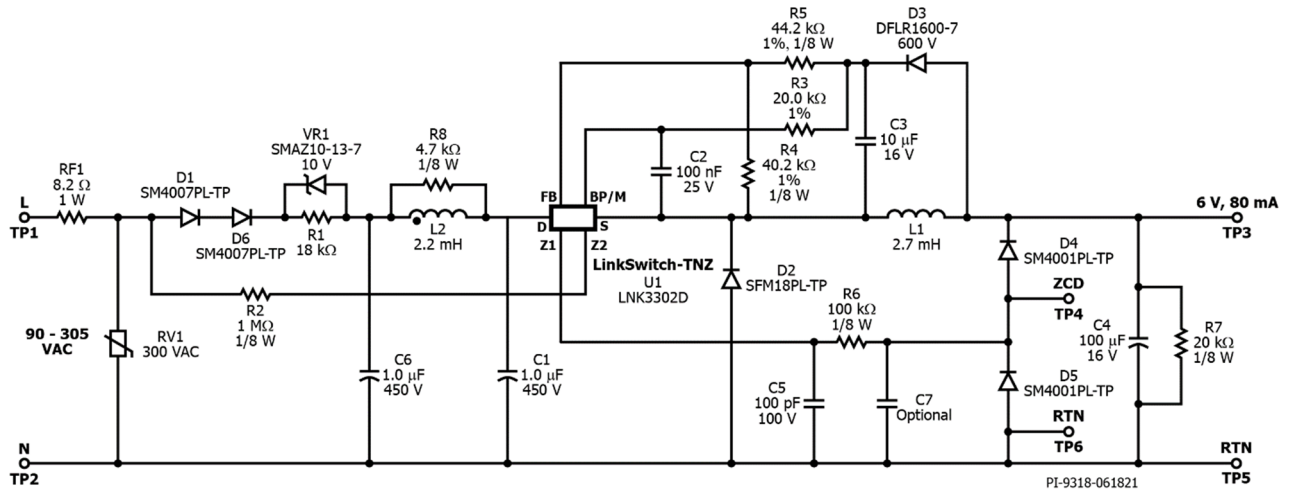 R5
44.2 kΩ
1%, 1/8 W
D3
DFLR1600-7
600 V
R3
20.0 kΩ
1%
C3
10 μF
16 V
VR1
SMAZ10-13-7
10 V
R8
4.7 kΩ
1/8 W
C2
100 nF
25 V
R4
40.2 kΩ
1%
1/8 W
RF1
8.2 Ω
1 W
D1
SM4007PL-TP
FB
BP/M
L
TP1
D
S
6 V, 80 mA
TP3
D6
SM4007PL-TP
R1
18 kΩ
L2
2.2 mH
Z1
Z2
L1
2.7 mH
LinkSwitch-TNZ
U1
LNK3302D
D2
SFM18PL-TP
D4
SM4001PL-TP
ZCD
TP4
R2
1 MΩ
1/8 W
R6
100 kΩ
1/8 W
90 - 305
VAC
RV1
300 VAC
C4
100 μF
16 V
R7
20 kΩ
1/8 W
C6
1.0 μF
450 V
C1
1.0 μF
450 V
C5
100 pF
100 V
C7
Optional
D5
SM4001PL-TP
RTN
TP6
N
TP2
RTN
TP5
PI-9318-061821